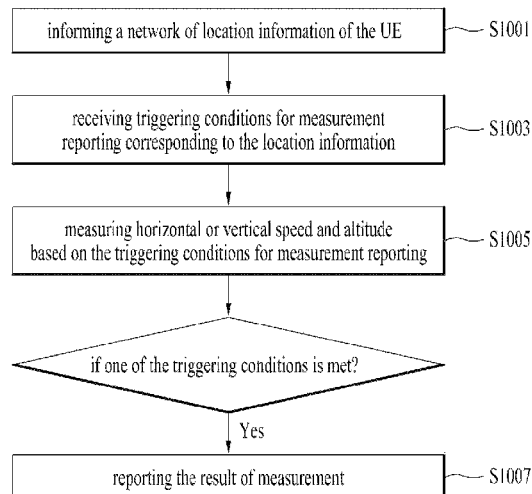 informing a network of location information of the UE
S1001
receiving triggering conditions for measurement
reporting corresponding to the location information
S1003
measuring horizontal or vertical speed and altitude
based on the triggering conditions for measurement reporting
S1005
if one of the triggering conditions is met?
Yes
reporting the result of measurement
S1007